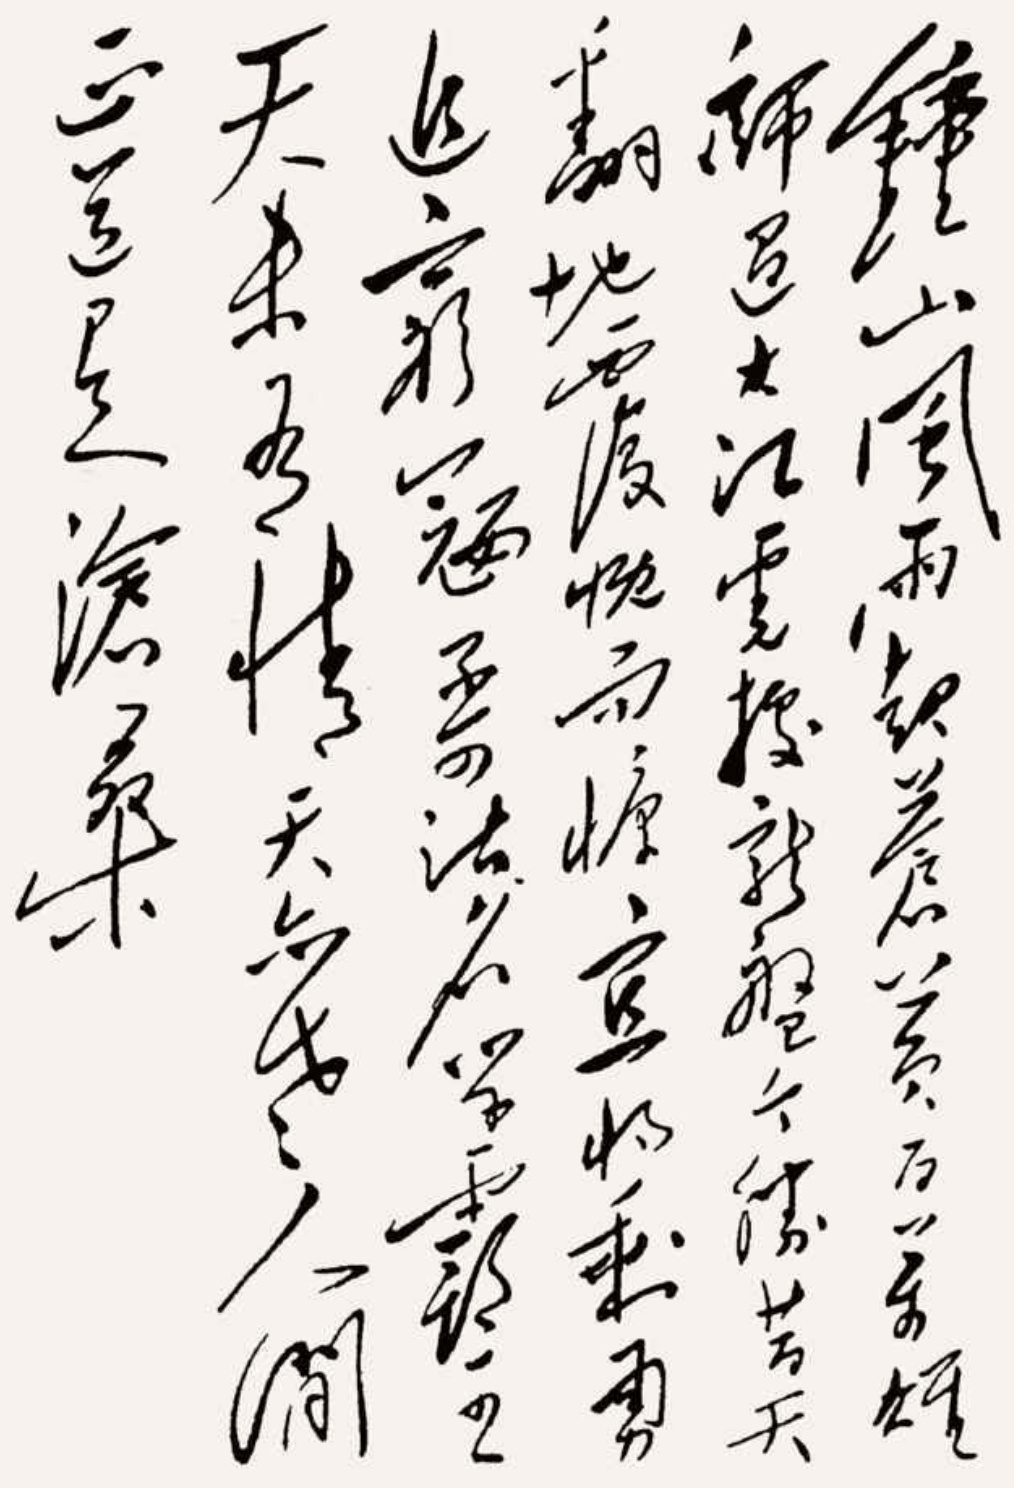 鍾山風雨起蒼黃百萬雄
師過大江虎據龍盤今勝昔天
翻地覆慨而慷宜將剩勇
追窮寇不可沽名學霸王
天若有情天亦老人間
正道是滄桑